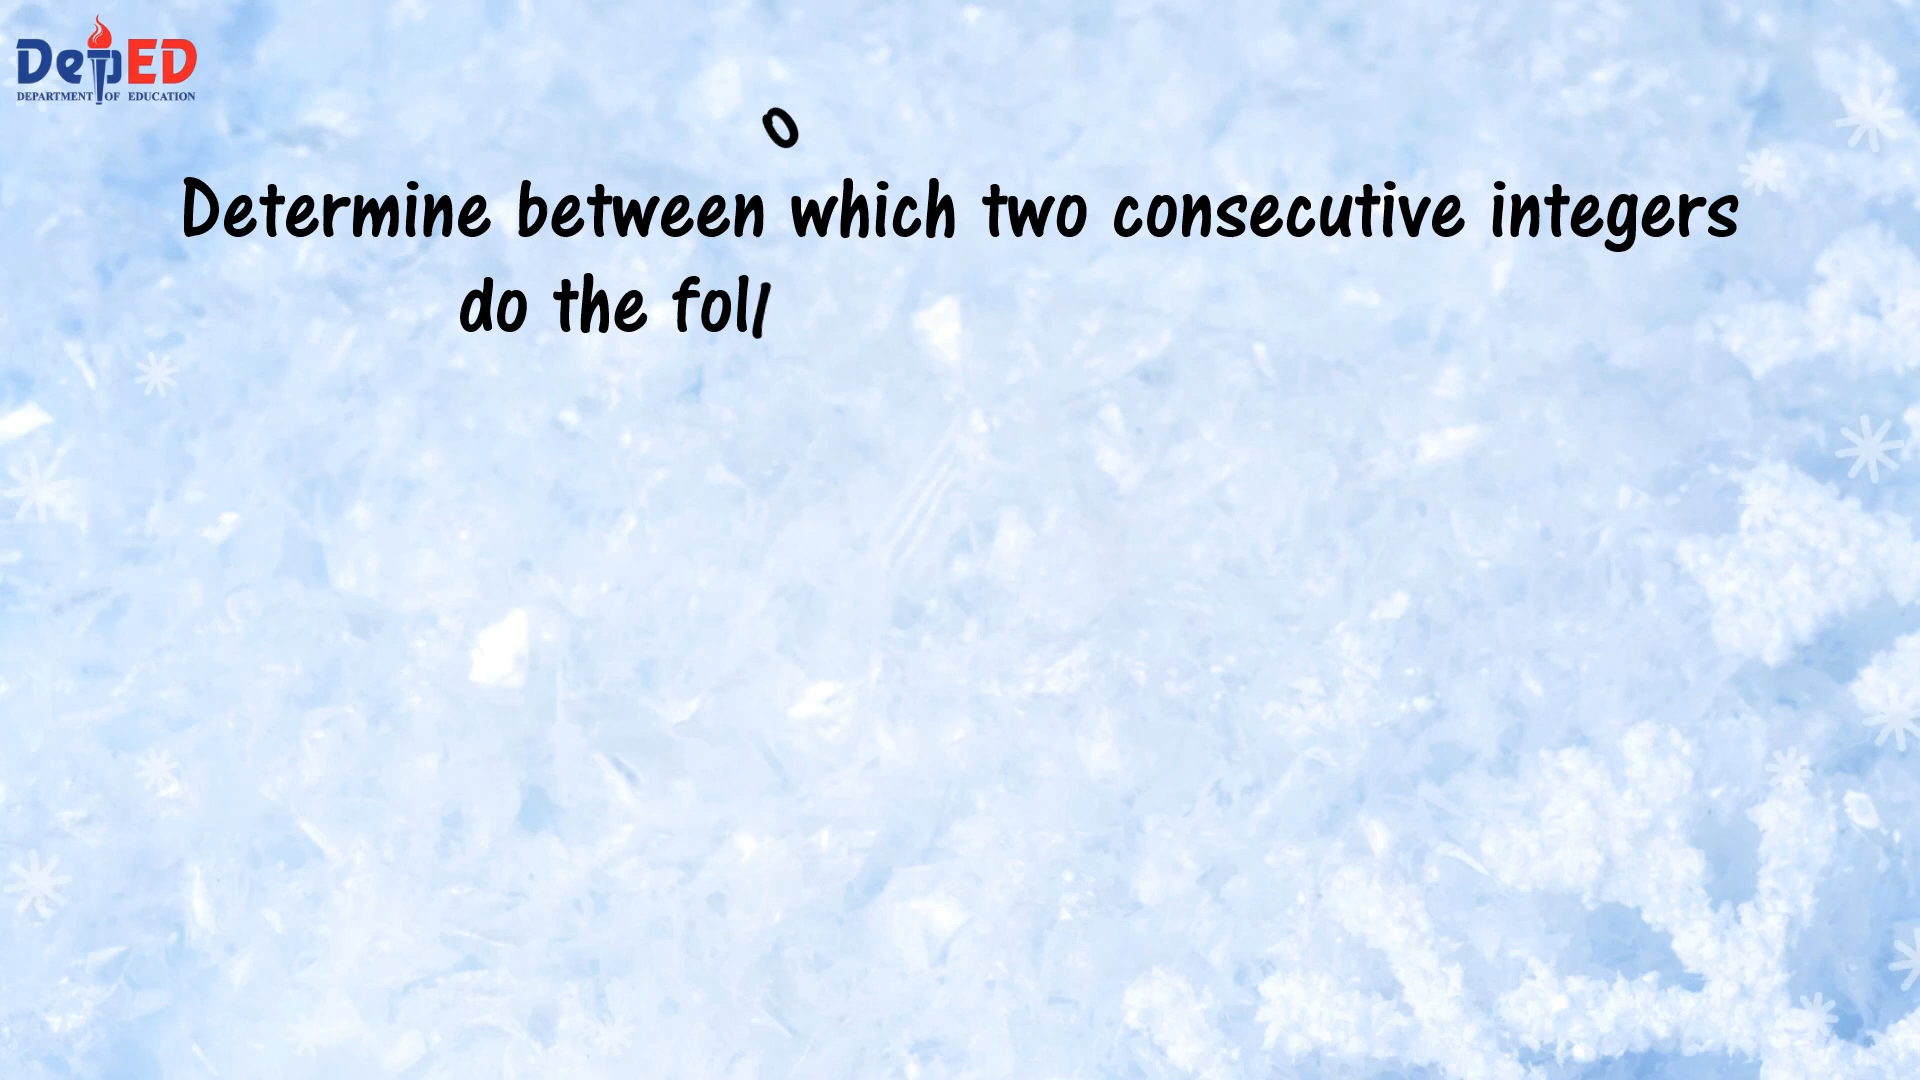 DepED
DEPARTMENT OF EDUCATION
o
Determine between which two consecutive integers
do the foll